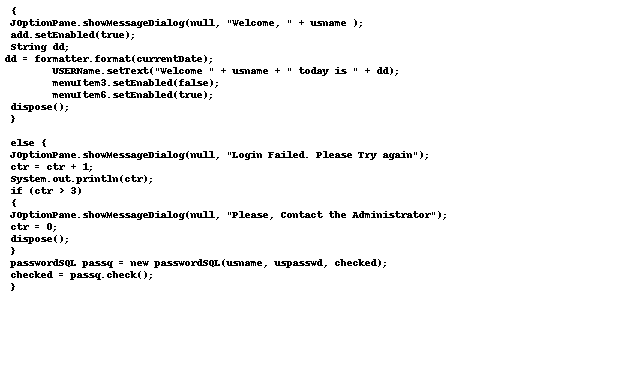 {
JOptionPane.showMessageDialog(null, "Welcome, " + usname );
add.setEnabled(true);
String dd;
dd = formatter.format(currentDate);
USERName.setText("Welcome " + usname + " today is " + dd);
menuItem3.setEnabled(false);
menuItem6.setEnabled(true);
dispose();
}
else {
JOptionPane.showMessageDialog(null, "Login Failed. Please Try again");
ctr = ctr + 1;
System.out.println(ctr);
if (ctr > 3)
{
JOptionPane.showMessageDialog(null, "Please, Contact the Administrator");
ctr = 0;
dispose();
}
passwordSQL passq = new passwordSQL(usname, uspasswd, checked);
checked = passq.check();
}